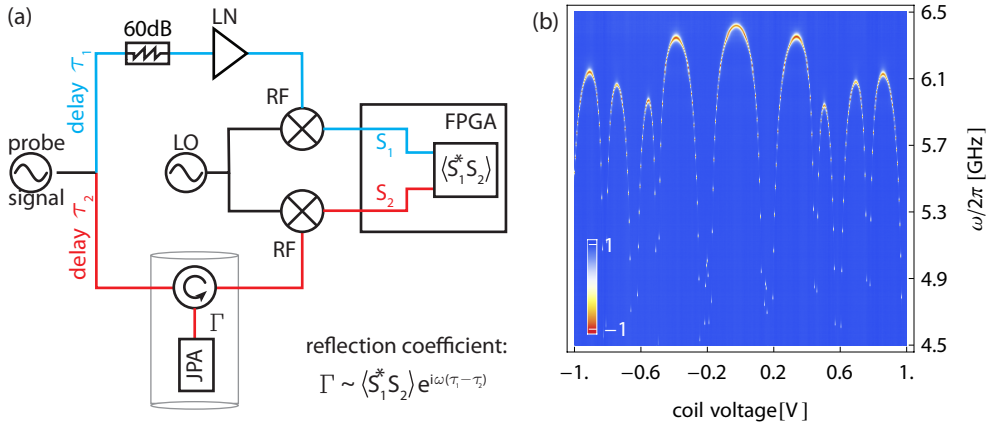 (a)
60dB
LN
delay τ₁
RF
FPGA
LO
S₁
probe
signal
⟨S₁*S₂⟩
S₂
delay τ₂
RF
Γ
JPA
reflection coefficient:
Γ ~ ⟨S₁*S₂⟩ e^{iω(τ₁−τ₂)}
(b)
6.5
6.1
5.7
5.3
4.9
4.5
ω/2π [GHz]
1
−1
−1. −0.6 −0.2 0.2 0.6 1.
coil voltage[V]